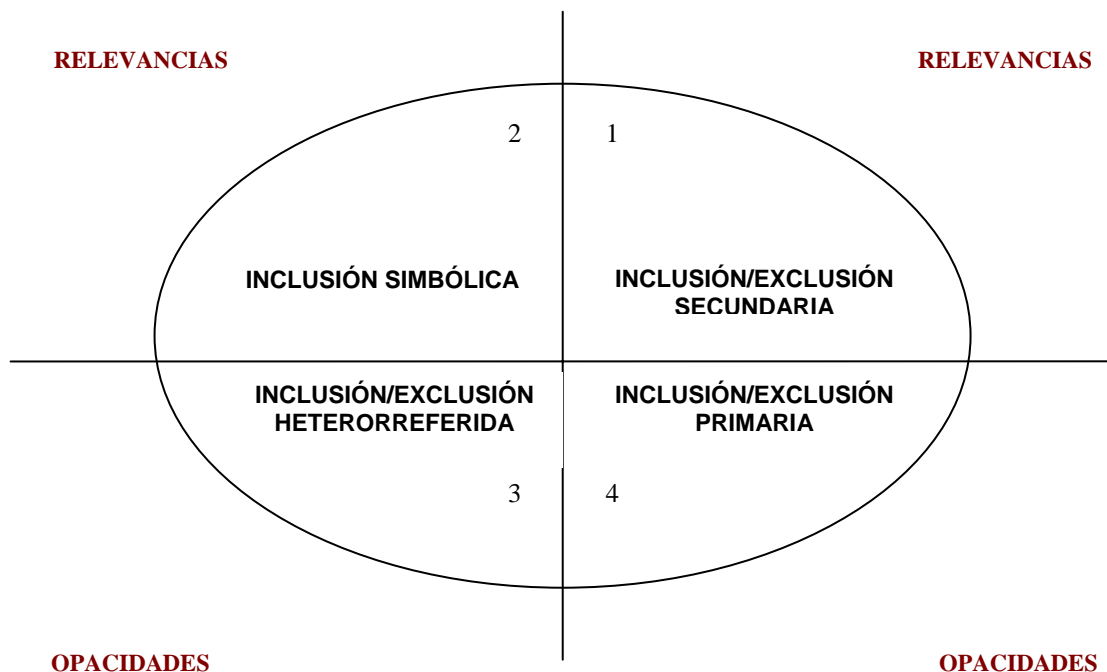 RELEVANCIAS
RELEVANCIAS
2
1
INCLUSIÓN SIMBÓLICA
INCLUSIÓN/EXCLUSIÓN
SECUNDARIA
INCLUSIÓN/EXCLUSIÓN
HETERORREFERIDA
INCLUSIÓN/EXCLUSIÓN
PRIMARIA
3
4
OPACIDADES
OPACIDADES